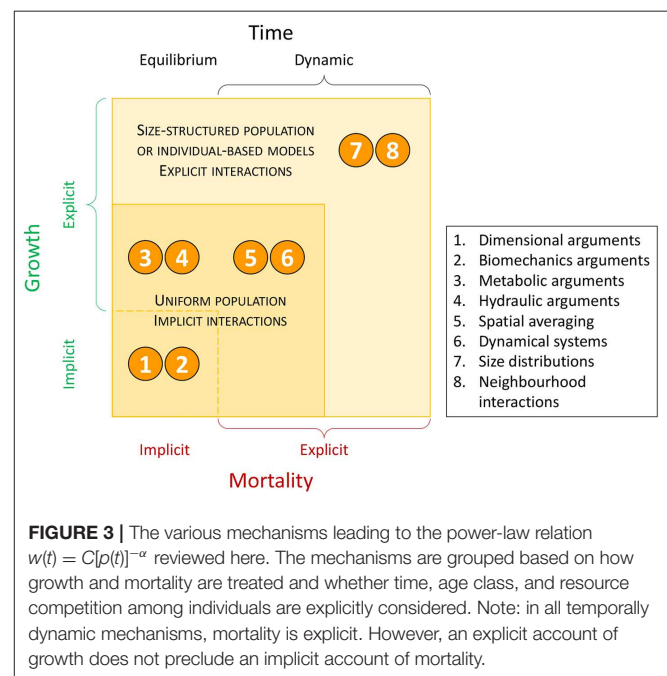 Time
Equilibrium
Dynamic
SIZE-STRUCTURED POPULATION
OR INDIVIDUAL-BASED MODELS
EXPLICIT INTERACTIONS
7 8
Growth
Explicit
Implicit
3 4 5 6
UNIFORM POPULATION
IMPLICIT INTERACTIONS
1 2
Implicit
Explicit
Mortality
1. Dimensional arguments
2. Biomechanics arguments
3. Metabolic arguments
4. Hydraulic arguments
5. Spatial averaging
6. Dynamical systems
7. Size distributions
8. Neighbourhood
interactions
FIGURE 3 | The various mechanisms leading to the power-law relation
w(t) = C[p(t)]^−α reviewed here. The mechanisms are grouped based on how
growth and mortality are treated and whether time, age class, and resource
competition among individuals are explicitly considered. Note: in all temporally
dynamic mechanisms, mortality is explicit. However, an explicit account of
growth does not preclude an implicit account of mortality.